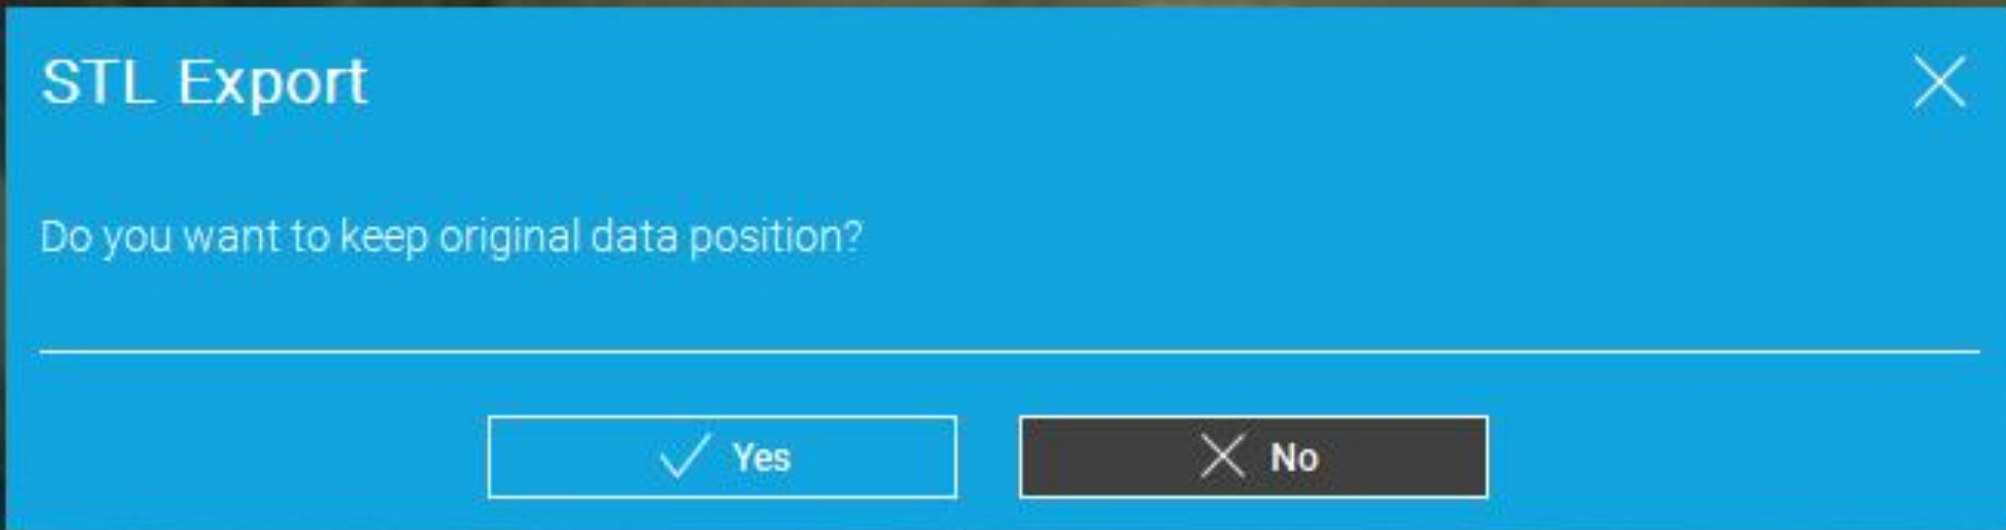 STL Export
Do you want to keep original data position?
Yes
No